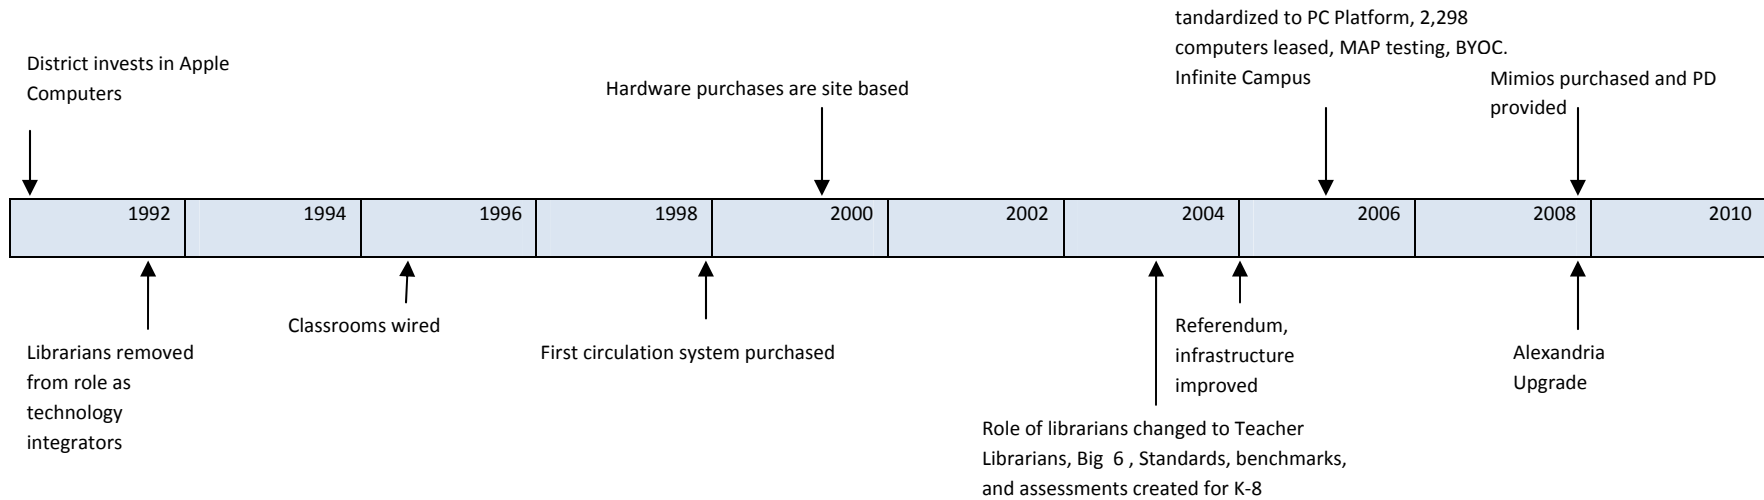 District invests in Apple
Computers
Hardware purchases are site based
tandardized to PC Platform, 2,298
computers leased, MAP testing, BYOC.
Infinite Campus
Mimios purchased and PD
provided
1992
1994
1996
1998
2000
2002
2004
2006
2008
2010
Librarians removed
from role as
technology
integrators
Classrooms wired
First circulation system purchased
Role of librarians changed to Teacher
Librarians, Big 6 , Standards, benchmarks,
and assessments created for K-8
Referendum,
infrastructure
improved
Alexandria
Upgrade